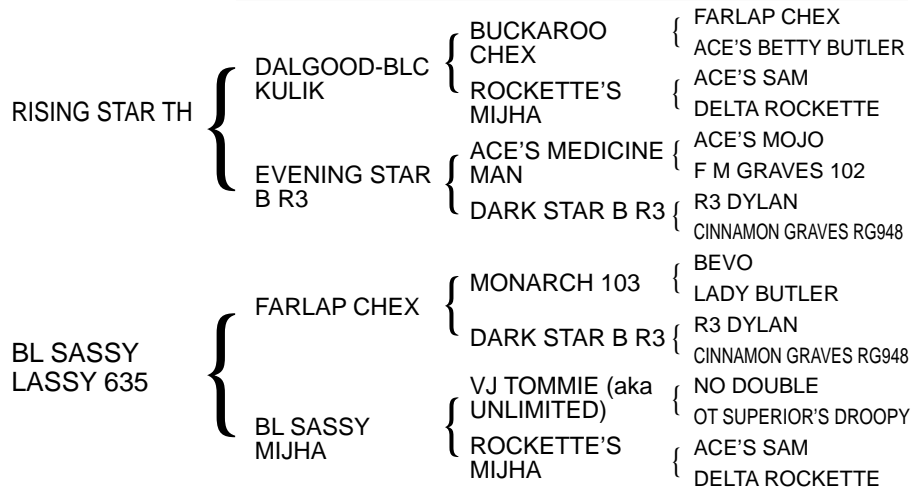 RISING STAR TH
DALGOOD-BLC
KULIK
BUCKAROO
CHEX
FARLAP CHEX
ACE'S BETTY BUTLER
ROCKETTE'S
MIJHA
ACE'S SAM
DELTA ROCKETTE
EVENING STAR
B R3
ACE'S MEDICINE
MAN
ACE'S MOJO
F M GRAVES 102
DARK STAR B R3
R3 DYLAN
CINNAMON GRAVES RG948
BL SASSY
LASSY 635
FARLAP CHEX
MONARCH 103
BEVO
LADY BUTLER
DARK STAR B R3
R3 DYLAN
CINNAMON GRAVES RG948
BL SASSY
MIJHA
VJ TOMMIE (aka
UNLIMITED)
NO DOUBLE
OT SUPERIOR'S DROOPY
ROCKETTE'S
MIJHA
ACE'S SAM
DELTA ROCKETTE